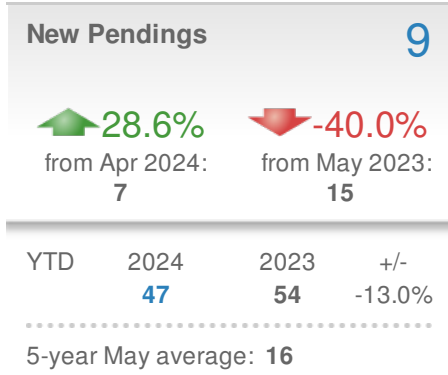 New Pendings 9
28.6% -40.0%
from Apr 2024: from May 2023:
7 15
YTD 2024 2023 +/-
47 54 -13.0%
5-year May average: 16